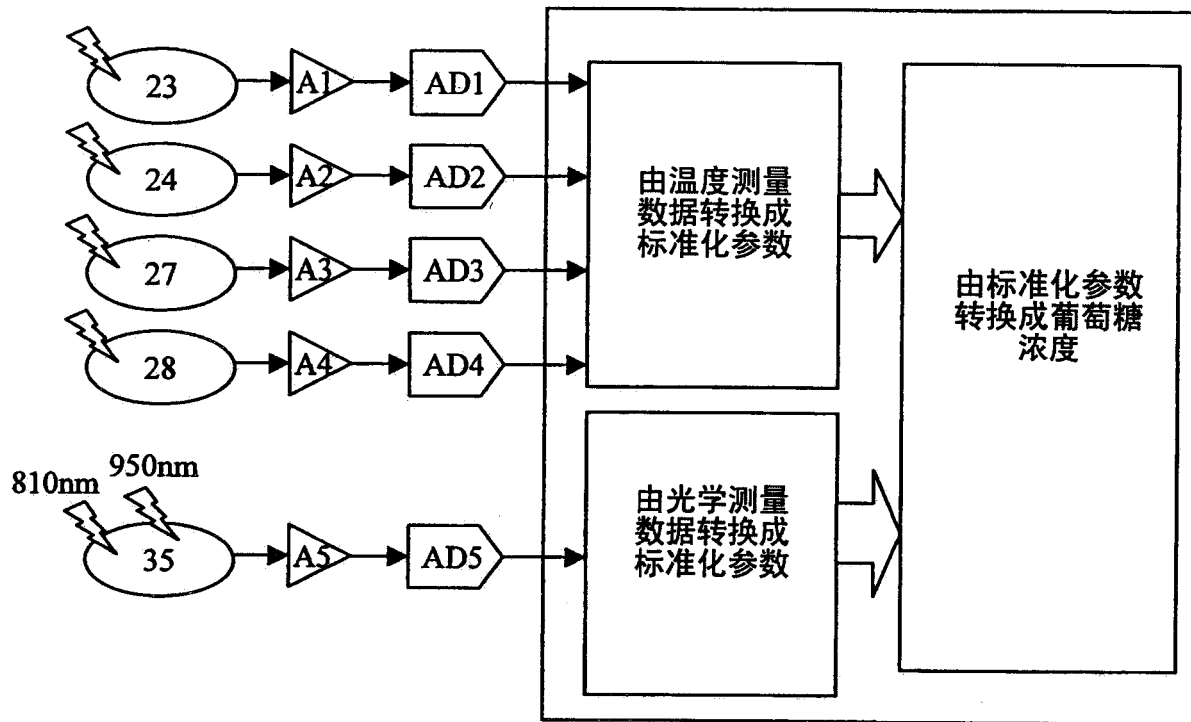 23
A1
AD1
24
A2
AD2
27
A3
AD3
28
A4
AD4
由温度测量
数据转换成
标准化参数
由标准化参数
转换成葡萄糖
浓度
810nm
950nm
35
A5
AD5
由光学测量
数据转换成
标准化参数